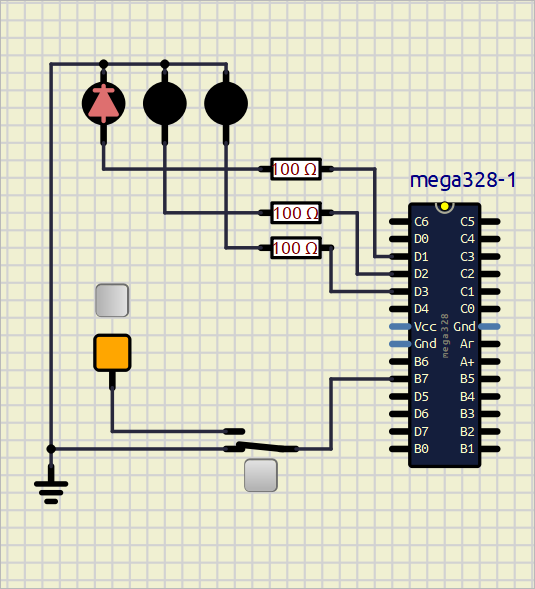 100 Ω
mega328-1
100 Ω
100 Ω
C6 C5
D0 C4
D1 C3
D2 C2
D3 C1
D4 C0
mega328
Vcc Gnd
Gnd Ar
B6 A+
B7 B5
D5 B4
D6 B3
D7 B2
B0 B1